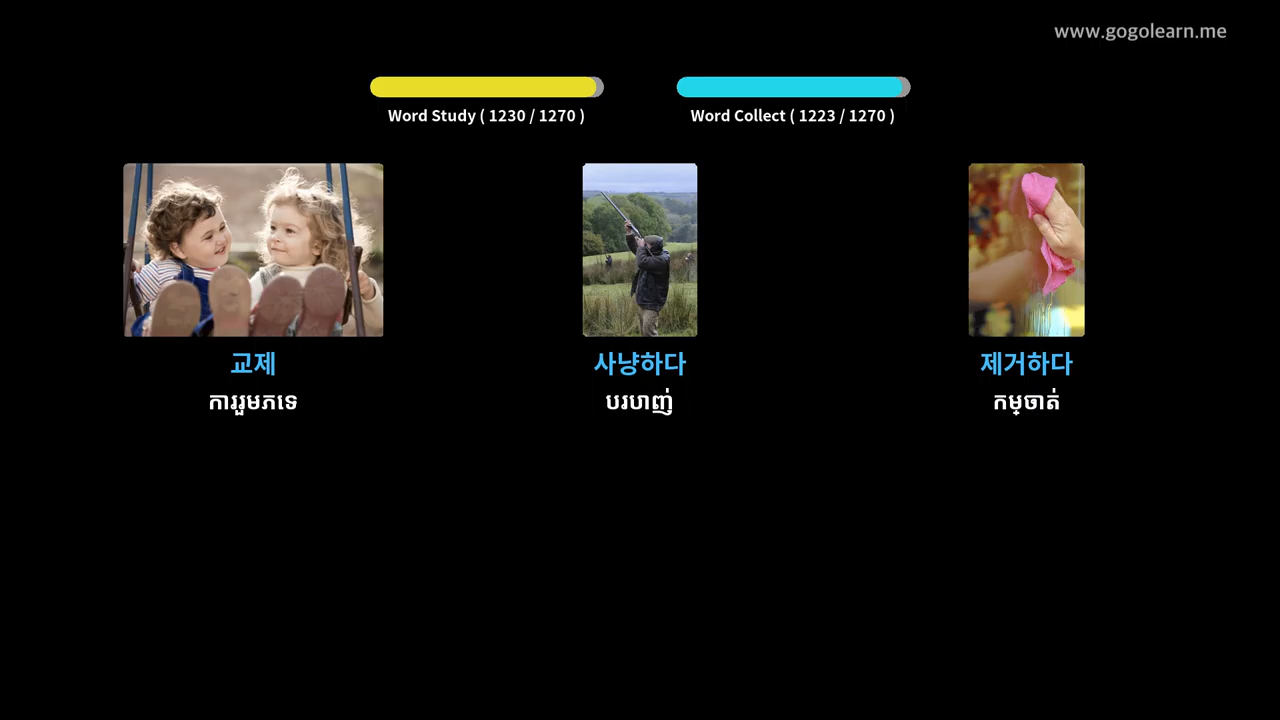 www.gogolearn.me
Word Study ( 1230 / 1270 )
Word Collect ( 1223 / 1270 )
교제
사냥하다
제거하다
ការរួមភេទ
បរបាញ់
កម្ចាត់